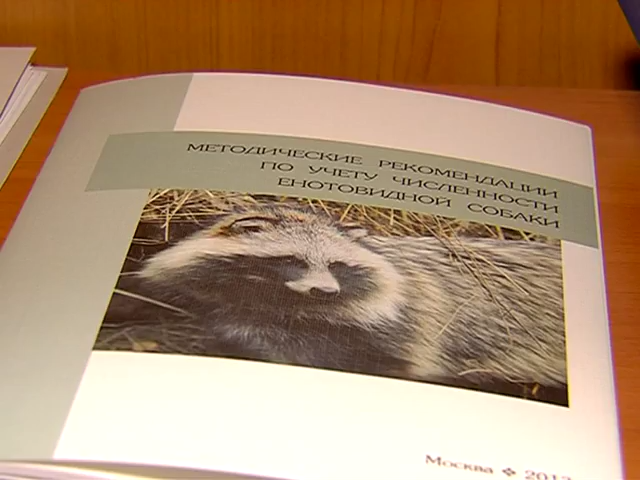 МЕТОДИЧЕСКИЕ РЕКОМЕНДАЦИИ
ПО УЧЕТУ ЧИСЛЕННОСТИ
ЕНОТОВИДНОЙ СОБАКИ
Москва ❖